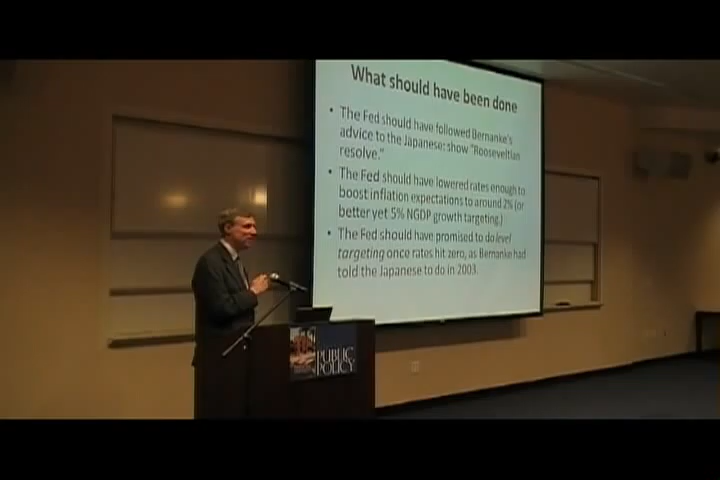 What should have been done
• The Fed should have followed Bernanke's
advice to the Japanese: show "Rooseveltian
resolve."
• The Fed should have lowered rates enough to
boost inflation expectations to around 2% (or
better yet 5% NGDP growth targeting.)
• The Fed should have promised to do level
targeting once rates hit zero, as Bernanke had
told the Japanese to do in 2003.
PUBLIC
POLICY